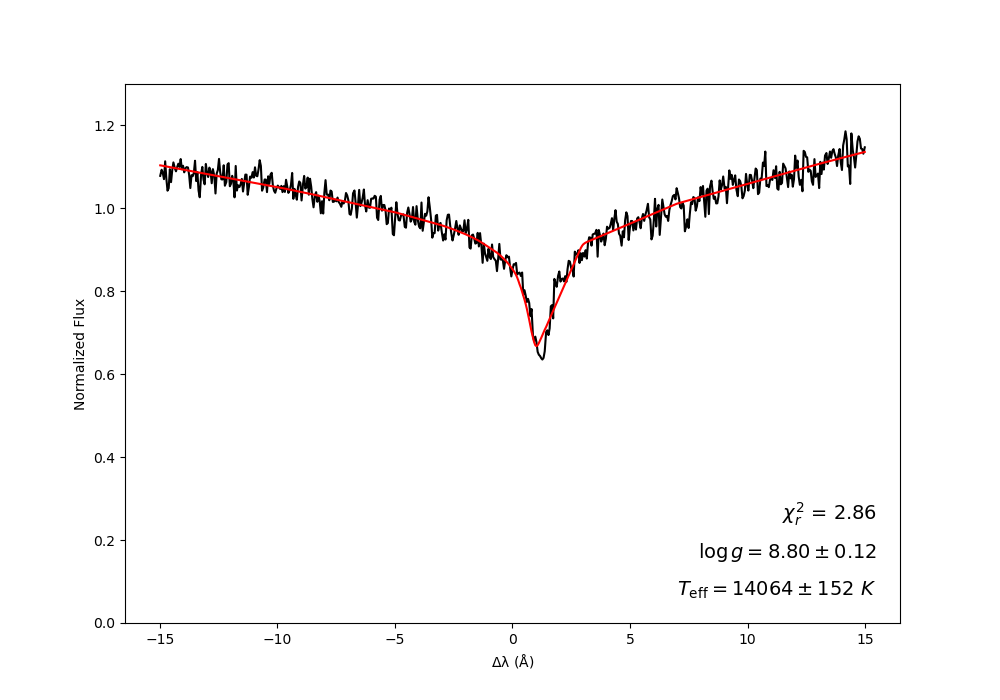 1.2
1.0
0.8
0.6
0.4
0.2
0.0
Normalized Flux
χ²ᵣ = 2.86
log g = 8.80 ± 0.12
T_eff = 14064 ± 152 K
−15 −10 −5 0 5 10 15
Δλ (Å)